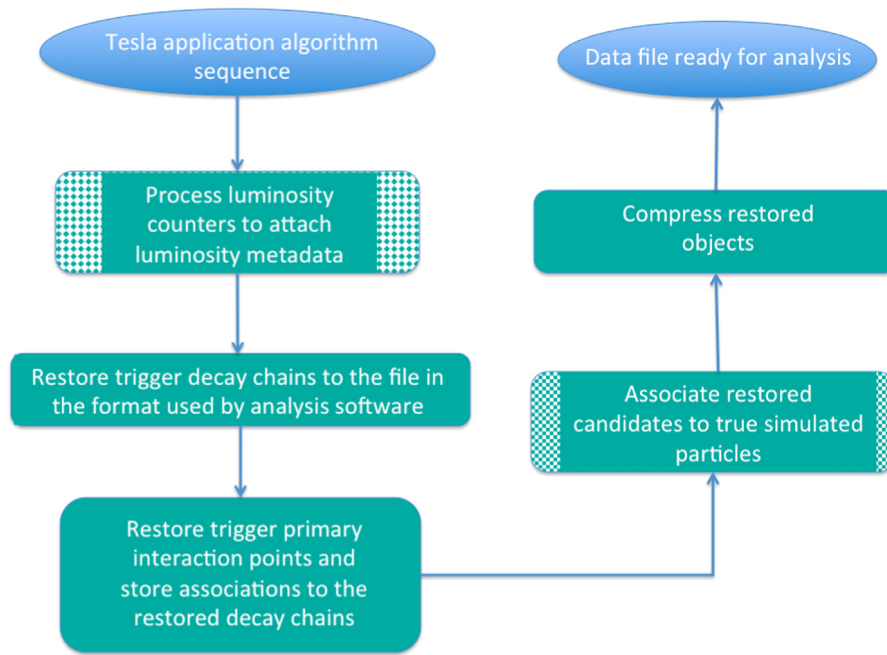 Tesla application algorithm
sequence
Process luminosity
counters to attach
luminosity metadata
Restore trigger decay chains to the file in
the format used by analysis software
Restore trigger primary
interaction points and
store associations to the
restored decay chains
Associate restored
candidates to true simulated
particles
Compress restored
objects
Data file ready for analysis